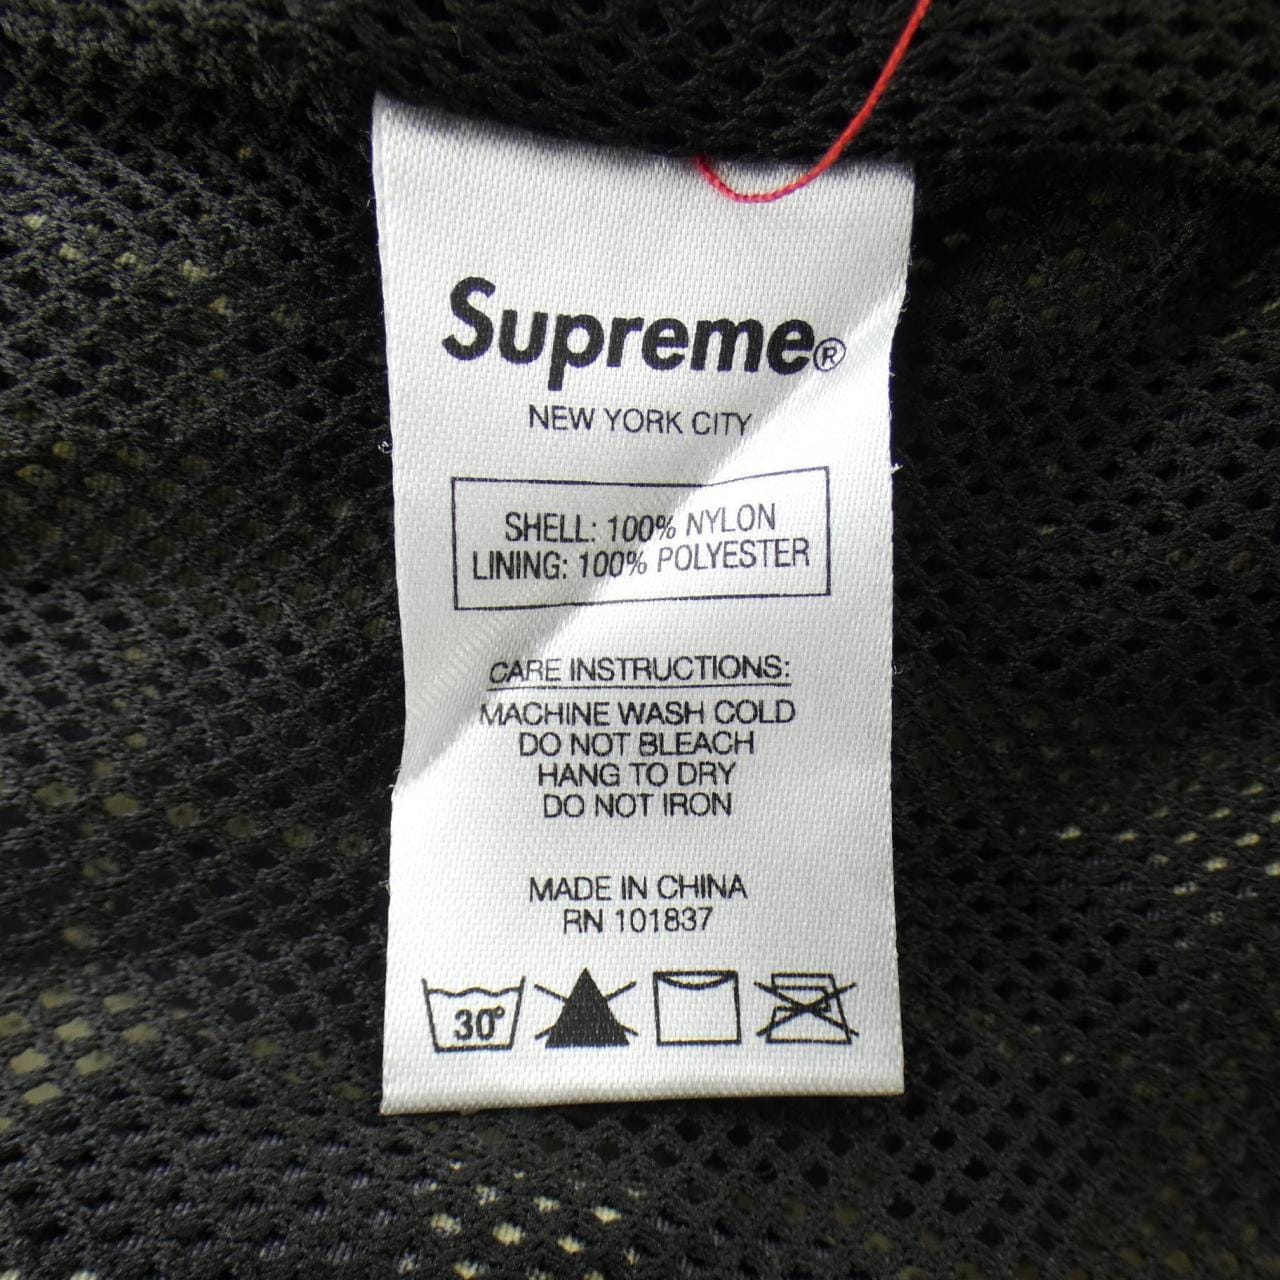 Supreme®
NEW YORK CITY
SHELL: 100% NYLON
LINING: 100% POLYESTER
CARE INSTRUCTIONS:
MACHINE WASH COLD
DO NOT BLEACH
HANG TO DRY
DO NOT IRON
MADE IN CHINA
RN 101837
30°